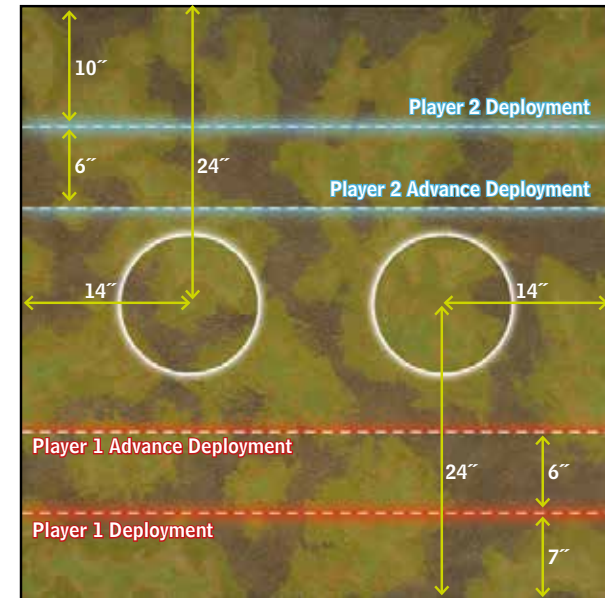 10˝
Player 2 Deployment
6˝
24˝
Player 2 Advance Deployment
14˝
14˝
Player 1 Advance Deployment
24˝
6˝
Player 1 Deployment
7˝